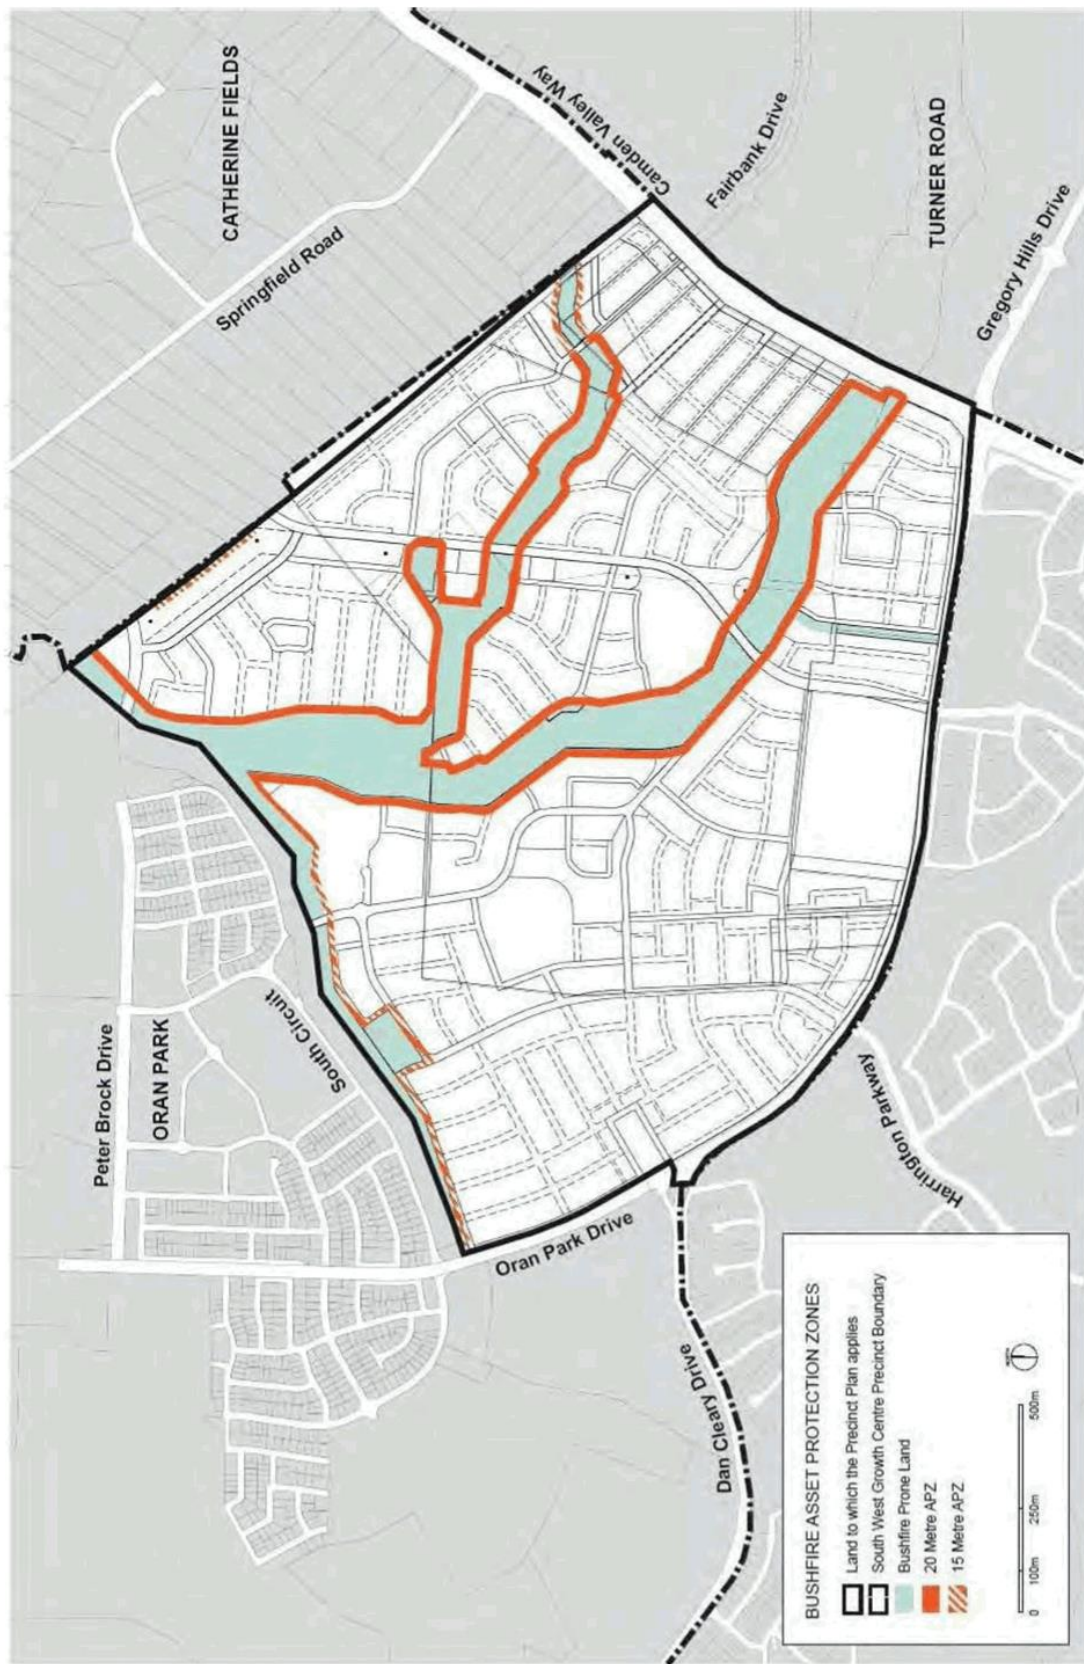 CATHERINE FIELDS
Springfield Road
Camden Valley Way
Fairbank Drive
TURNER ROAD
Gregory Hills Drive
Peter Brock Drive
ORAN PARK
South Circuit
Oran Park Drive
Harrington Parkway
Dan Cleary Drive
BUSHFIRE ASSET PROTECTION ZONES
Land to which the Precinct Plan applies
South West Growth Centre Precinct Boundary
Bushfire Prone Land
20 Metre APZ
15 Metre APZ
0 100m 250m 500m